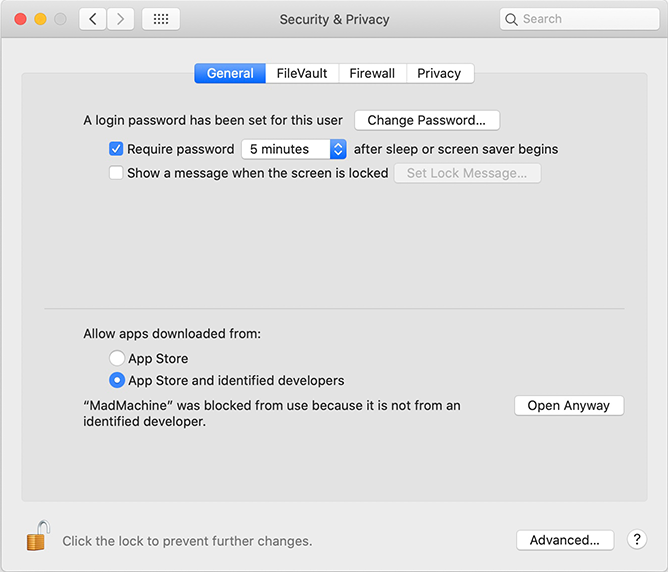 Security & Privacy
Search
General FileVault Firewall Privacy
A login password has been set for this user Change Password...
Require password 5 minutes after sleep or screen saver begins
Show a message when the screen is locked Set Lock Message...
Allow apps downloaded from:
App Store
App Store and identified developers
“MadMachine” was blocked from use because it is not from an
identified developer.
Open Anyway
Click the lock to prevent further changes.
Advanced...
?